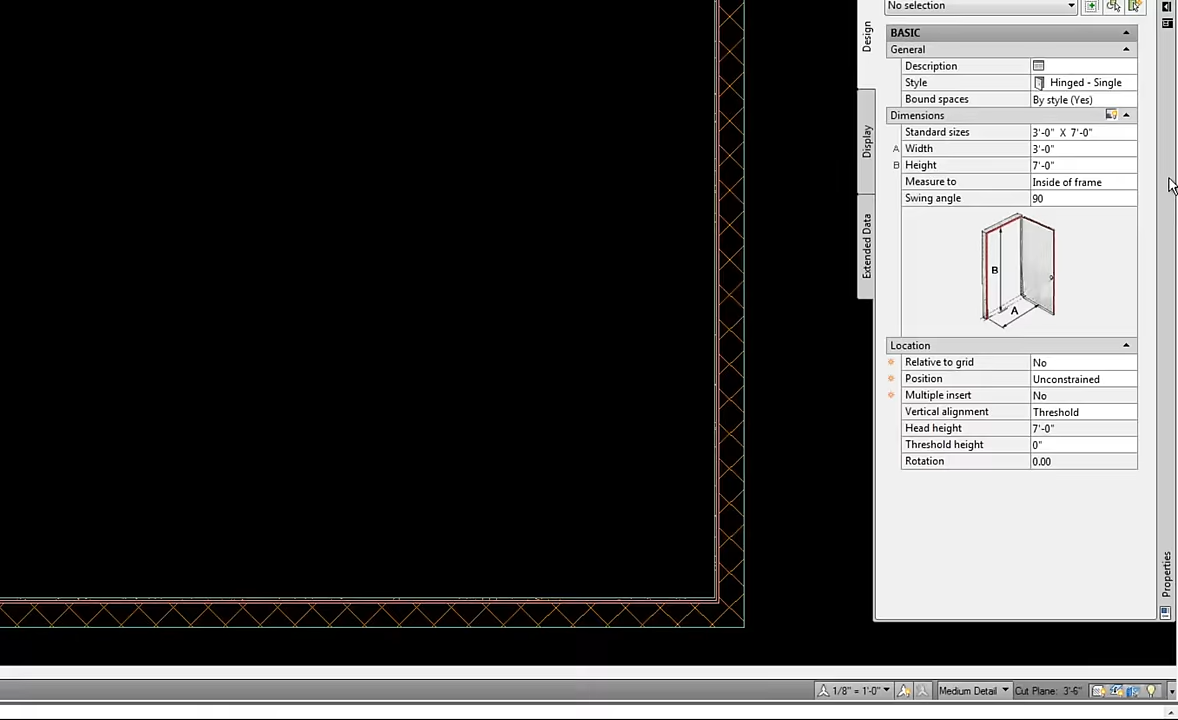 No selection
Design
Display
Extended Data
BASIC
General
Description
Style Hinged - Single
Bound spaces By style (Yes)
Dimensions
Standard sizes 3'-0" X 7'-0"
A Width 3'-0"
B Height 7'-0"
Measure to Inside of frame
Swing angle 90
B
A
Location
Relative to grid No
Position Unconstrained
Multiple insert No
Vertical alignment Threshold
Head height 7'-0"
Threshold height 0"
Rotation 0.00
Properties
1/8" = 1'-0" Medium Detail Cut Plane: 3'-6"